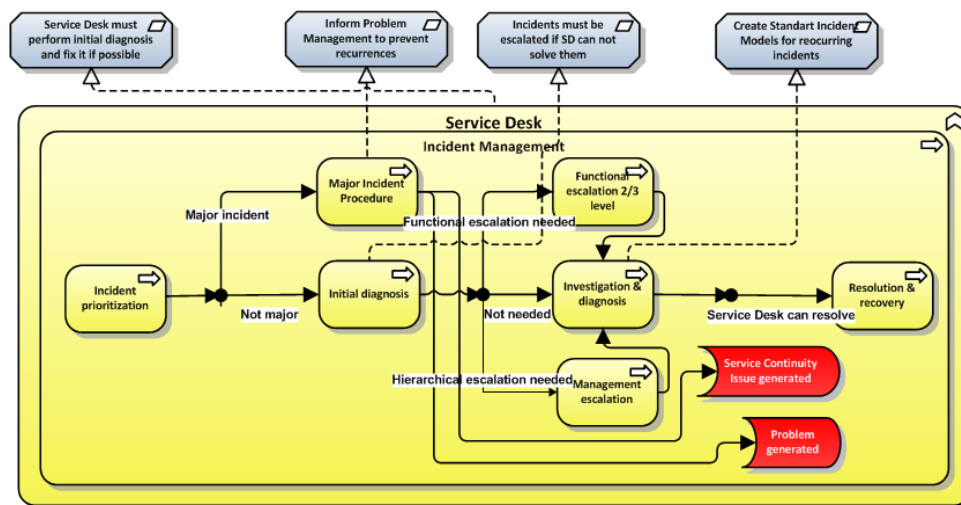 Service Desk must
perform initial diagnosis
and fix it if possible
Inform Problem
Management to prevent
recurrences
Incidents must be
escalated if SD can not
solve them
Create Standart Incident
Models for reocurring
incidents
Service Desk
Incident Management
Major Incident
Procedure
Functional
escalation 2/3
level
Major incident
Functional escalation needed
Incident
prioritization
Initial diagnosis
Investigation &
diagnosis
Resolution &
recovery
Not major
Not needed
Service Desk can resolve
Hierarchical escalation needed
Management
escalation
Service Continuity
Issue generated
Problem
generated